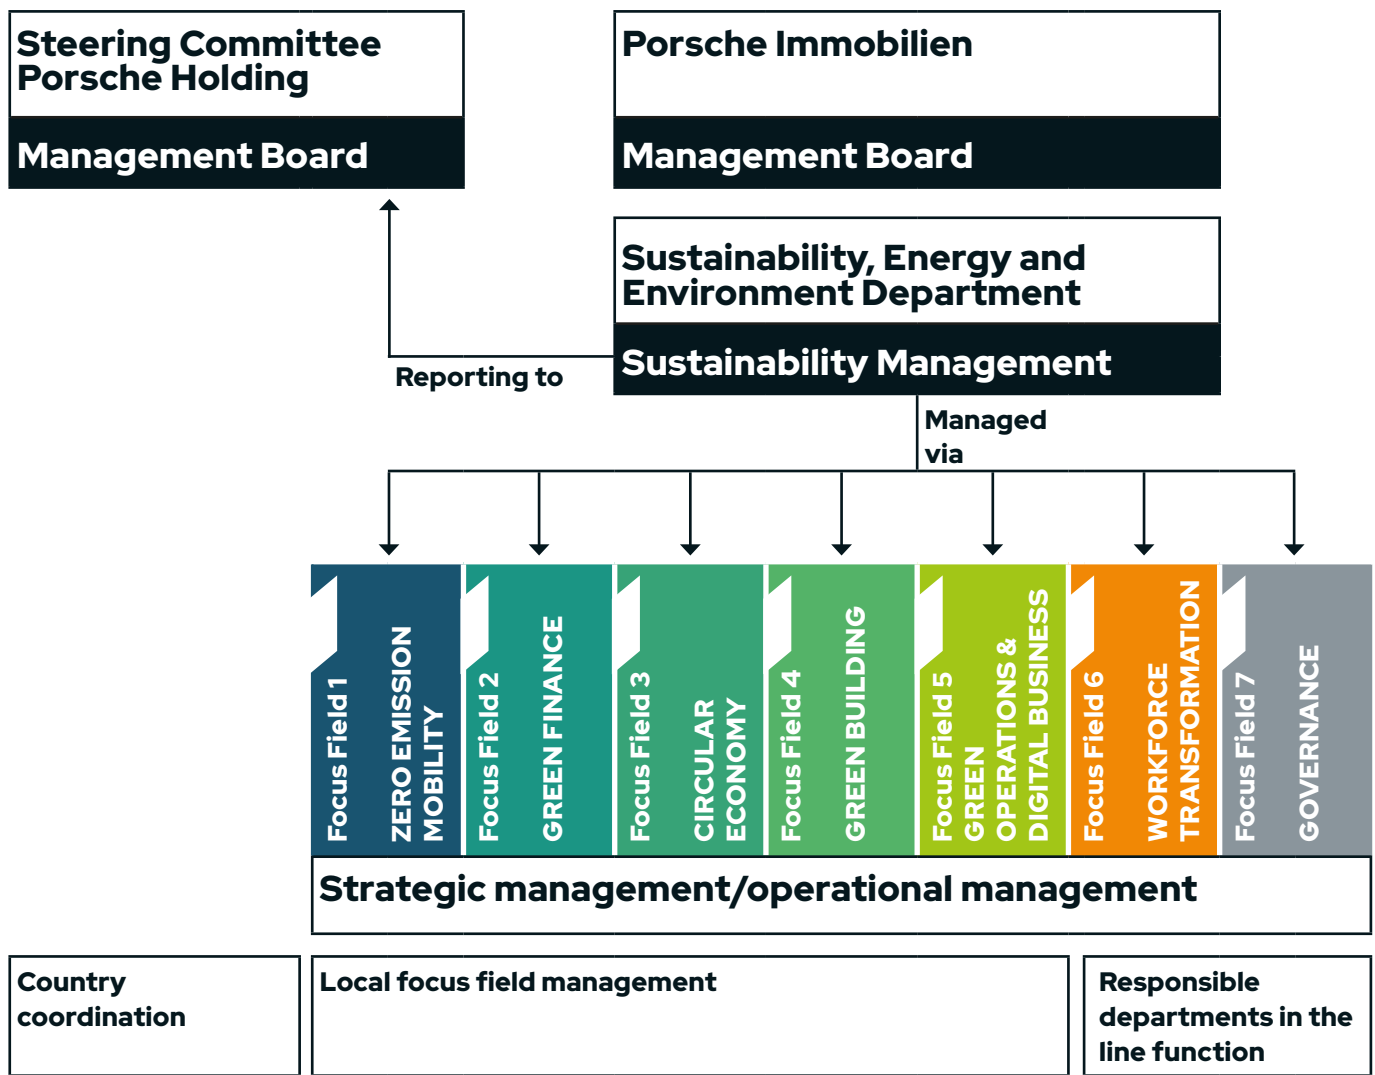 Steering Committee
Porsche Holding
Management Board
Porsche Immobilien
Management Board
Sustainability, Energy and
Environment Department
Sustainability Management
Reporting to
Managed
via
Focus Field 1
ZERO EMISSION
MOBILITY
Focus Field 2
GREEN FINANCE
Focus Field 3
CIRCULAR
ECONOMY
Focus Field 4
GREEN BUILDING
Focus Field 5
GREEN
OPERATIONS &
DIGITAL BUSINESS
Focus Field 6
WORKFORCE
TRANSFORMATION
Focus Field 7
GOVERNANCE
Strategic management/operational management
Country
coordination
Local focus field management
Responsible
departments in the
line function